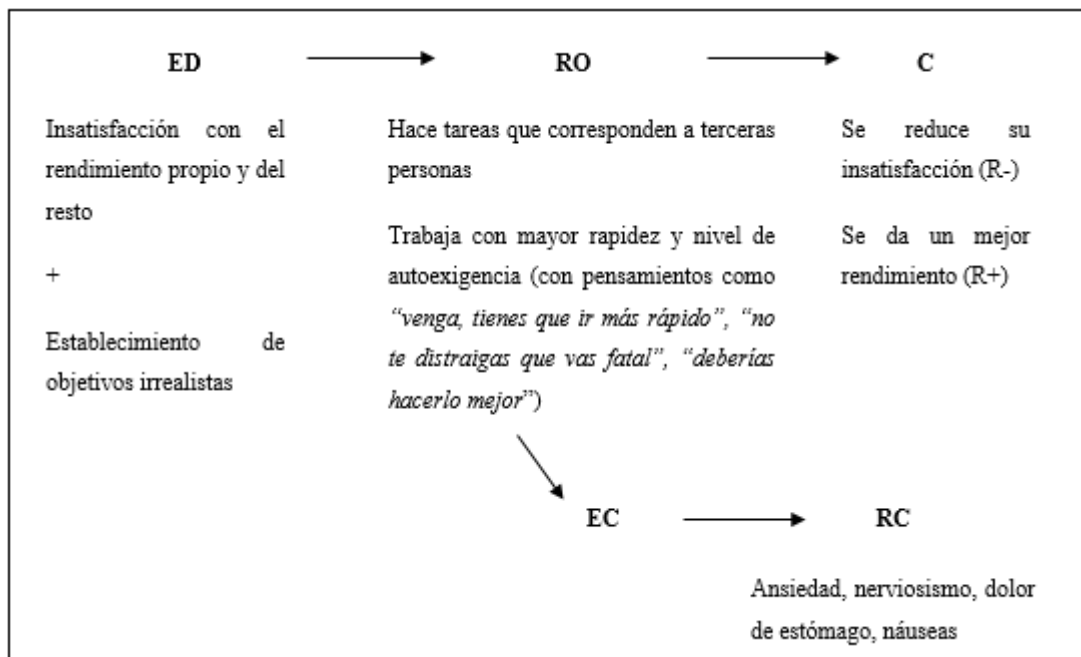 ED
RO
C
Insatisfacción con el
rendimiento propio y del
resto
+
Establecimiento de
objetivos irrealistas
Hace tareas que corresponden a terceras
personas
Trabaja con mayor rapidez y nivel de
autoexigencia (con pensamientos como
“venga, tienes que ir más rápido”, “no
te distraigas que vas fatal”, “deberías
hacerlo mejor”)
Se reduce su
insatisfacción (R-)
Se da un mejor
rendimiento (R+)
EC
RC
Ansiedad, nerviosismo, dolor
de estómago, náuseas